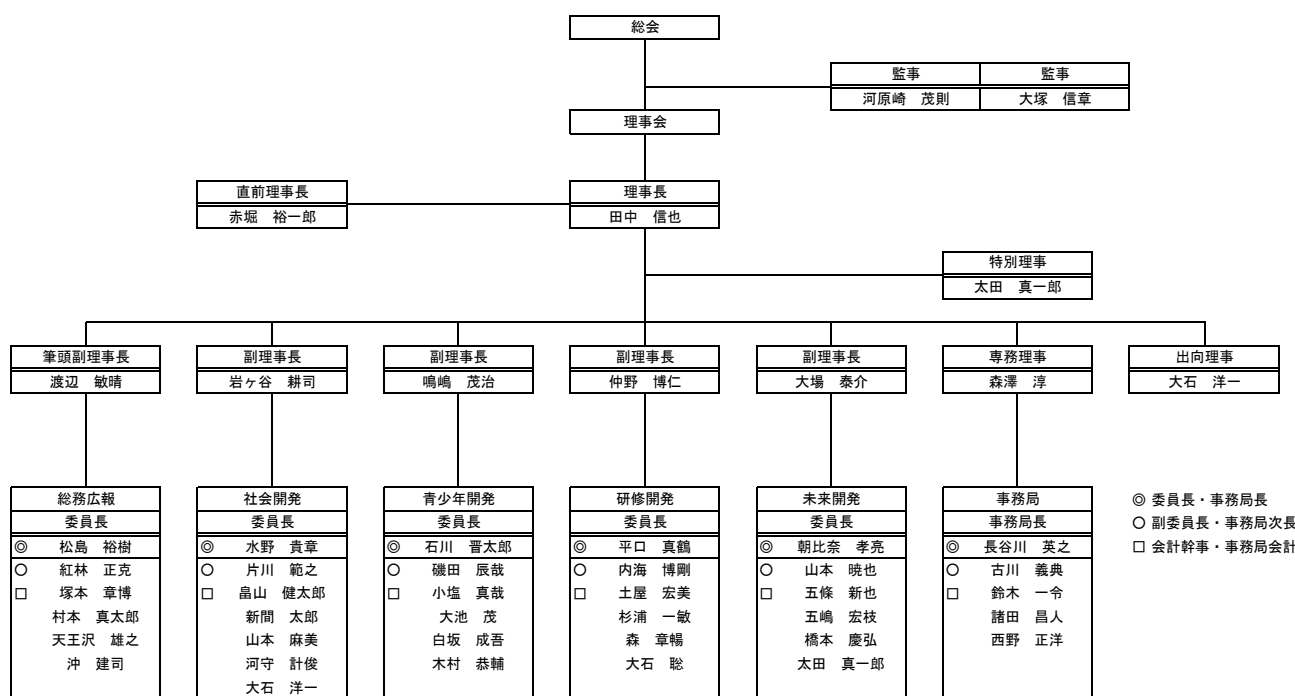 総会
監事 監事
河原崎 茂則 大塚 信章
理事会
直前理事長 理事長
赤堀 裕一郎 田中 信也
特別理事
太田 真一郎
筆頭副理事長 副理事長 副理事長 副理事長 副理事長 専務理事 出向理事
渡辺 敏晴 岩ヶ谷 耕司 鳴嶋 茂治 仲野 博仁 大場 泰介 森澤 淳 大石 洋一
総務広報
委員長
◎ 松島 裕樹
○ 紅林 正克
□ 塚本 章博
村本 真太郎
天王沢 雄之
沖 建司
社会開発
委員長
◎ 水野 貴章
○ 片川 範之
□ 畠山 健太郎
新間 太郎
山本 麻美
河守 計俊
大石 洋一
青少年開発
委員長
◎ 石川 晋太郎
○ 磯田 辰哉
□ 小塩 真哉
大池 茂
白坂 成吾
木村 恭輔
研修開発
委員長
◎ 平口 真鶴
○ 内海 博剛
□ 土屋 宏美
杉浦 一敏
森 章暢
大石 聡
未来開発
委員長
◎ 朝比奈 孝亮
○ 山本 暁也
□ 五條 新也
五嶋 宏枝
橋本 慶弘
太田 真一郎
事務局
事務局長
◎ 長谷川 英之
○ 古川 義典
□ 鈴木 一令
諸田 昌人
西野 正洋
◎ 委員長・事務局長
○ 副委員長・事務局次長
□ 会計幹事・事務局会計